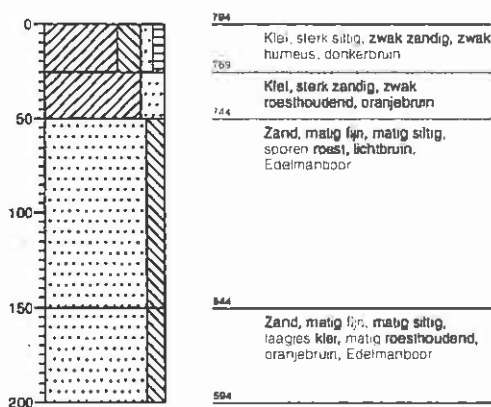 0
50
100
150
200
794
Klei, sterk siltig, zwak zandig, zwak
humeus, donkerbruin
769
Klei, sterk zandig, zwak
roesthoudend, oranjebruin
744
Zand, matig fijn, matig siltig,
sporen roest, lichtbruin,
Edelmanboor
644
Zand, matig fijn, matig siltig,
laagjes klei, matig roesthoudend,
oranjebruin, Edelmanboor
594